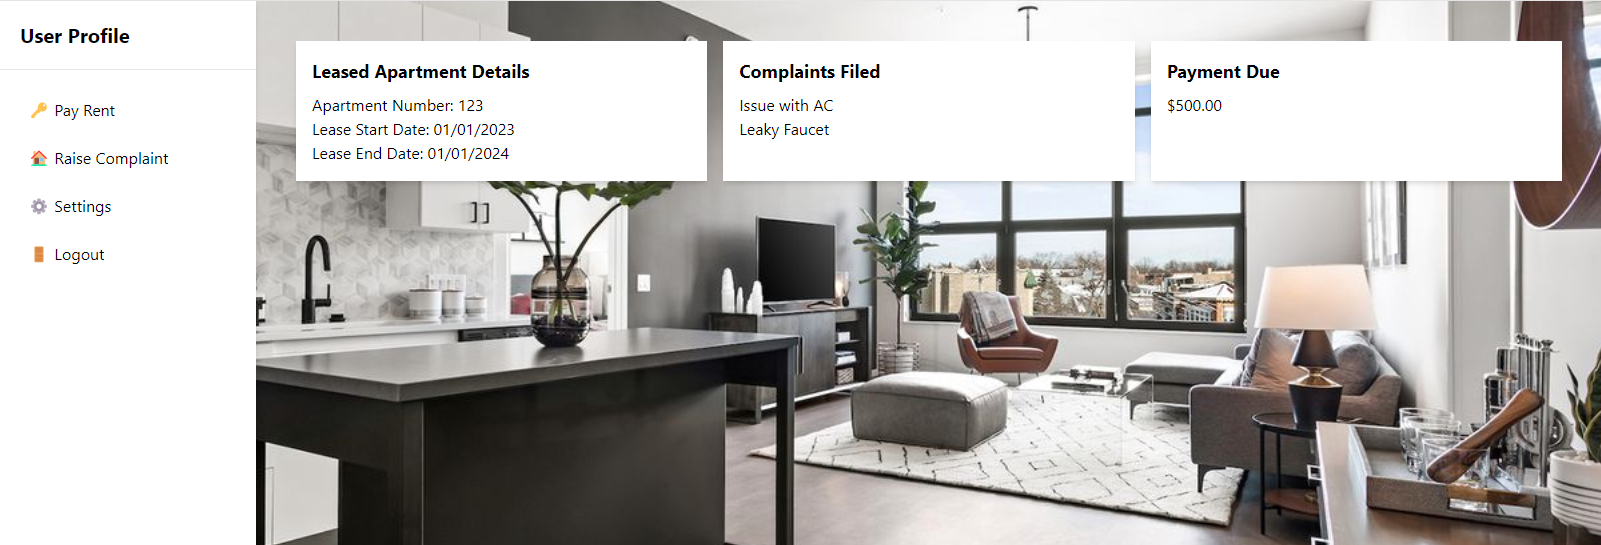 User Profile
Pay Rent
Raise Complaint
Settings
Logout
Leased Apartment Details
Apartment Number: 123
Lease Start Date: 01/01/2023
Lease End Date: 01/01/2024
Complaints Filed
Issue with AC
Leaky Faucet
Payment Due
$500.00